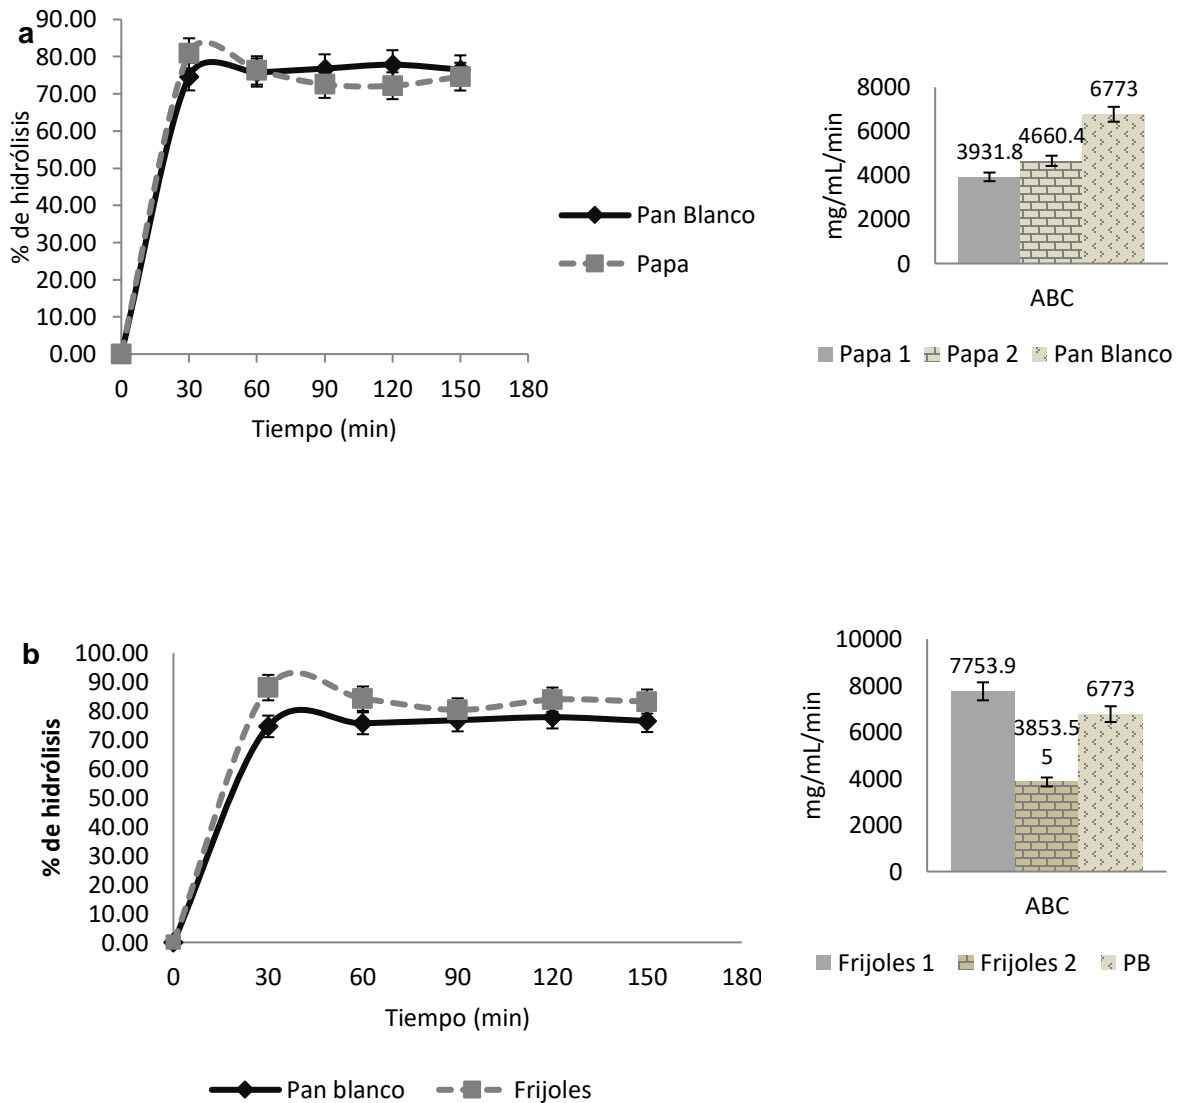 a
90.00
80.00
70.00
60.00
50.00
40.00
30.00
20.00
10.00
0.00
% de hidrólisis
0 30 60 90 120 150 180
Tiempo (min)
Pan Blanco
Papa
8000
6000
4000
2000
0
mg/mL/min
3931.8
4660.4
6773
ABC
Papa 1 Papa 2 Pan Blanco
b
100.00
90.00
80.00
70.00
60.00
50.00
40.00
30.00
20.00
10.00
0.00
% de hidrólisis
0 30 60 90 120 150 180
Tiempo (min)
Pan blanco Frijoles
10000
8000
6000
4000
2000
0
mg/mL/min
7753.9
3853.5
5
6773
ABC
Frijoles 1 Frijoles 2 PB